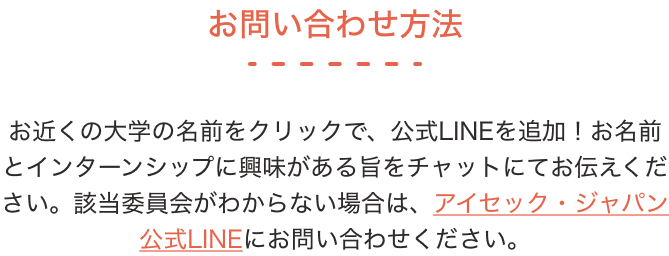 お問い合わせ方法
お近くの大学の名前をクリックで、公式LINEを追加！お名前
とインターンシップに興味がある旨をチャットにてお伝えくだ
さい。該当委員会がわからない場合は、アイセック・ジャパン
公式LINEにお問い合わせください。